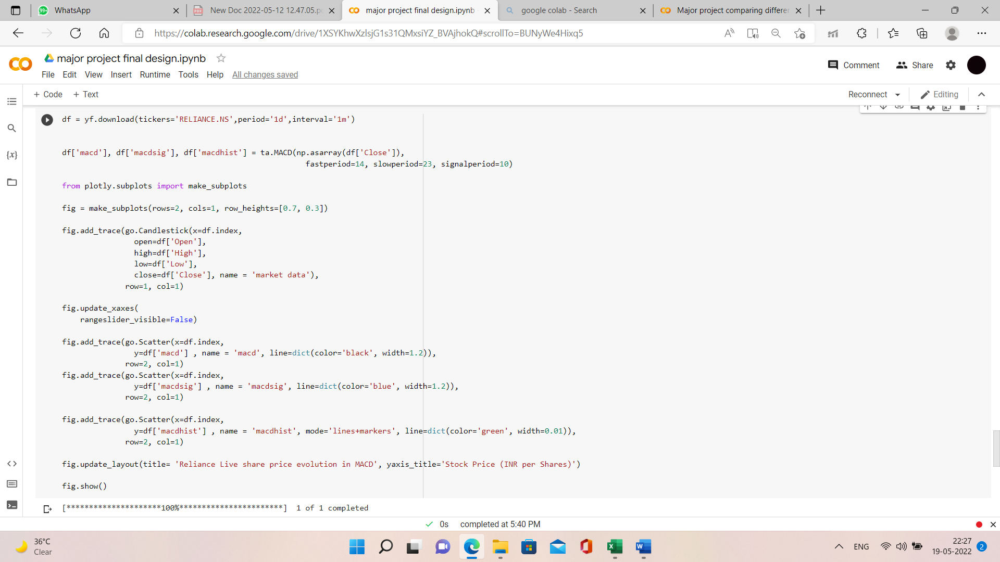 99+ WhatsApp
New Doc 2022-05-12 12.47.05.p
major project final design.ipynb
google colab - Search
Major project comparing differe
https://colab.research.google.com/drive/1XSYKhwXzIsjG1s31QMxsiYZ_BVAjhokQ#scrollTo=BUNyWe4Hixq5
major project final design.ipynb
Comment Share
File Edit View Insert Runtime Tools Help All changes saved
+ Code + Text
Reconnect Editing
df = yf.download(tickers='RELIANCE.NS',period='1d',interval='1m')
df['macd'], df['macdsig'], df['macdhist'] = ta.MACD(np.asarray(df['Close']),
fastperiod=14, slowperiod=23, signalperiod=10)
from plotly.subplots import make_subplots
fig = make_subplots(rows=2, cols=1, row_heights=[0.7, 0.3])
fig.add_trace(go.Candlestick(x=df.index,
open=df['Open'],
high=df['High'],
low=df['Low'],
close=df['Close'], name = 'market data'),
row=1, col=1)
fig.update_xaxes(
rangeslider_visible=False)
fig.add_trace(go.Scatter(x=df.index,
y=df['macd'] , name = 'macd', line=dict(color='black', width=1.2)),
row=2, col=1)
fig.add_trace(go.Scatter(x=df.index,
y=df['macdsig'] , name = 'macdsig', line=dict(color='blue', width=1.2)),
row=2, col=1)
fig.add_trace(go.Scatter(x=df.index,
y=df['macdhist'] , name = 'macdhist', mode='lines+markers', line=dict(color='green', width=0.01)),
row=2, col=1)
fig.update_layout(title= 'Reliance Live share price evolution in MACD', yaxis_title='Stock Price (INR per Shares)')
fig.show()
[*********************100%***********************] 1 of 1 completed
0s completed at 5:40 PM
36°C
Clear
ENG
22:27
19-05-2022
2